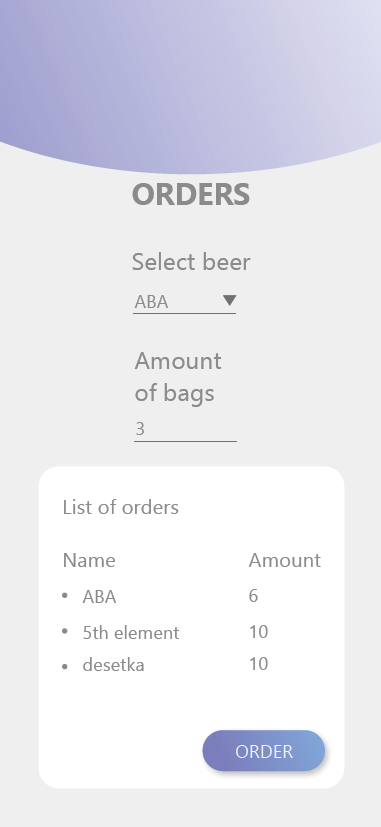 ORDERS
Select beer
ABA
Amount
of bags
3
List of orders
Name Amount
• ABA 6
• 5th element 10
• desetka 10
ORDER